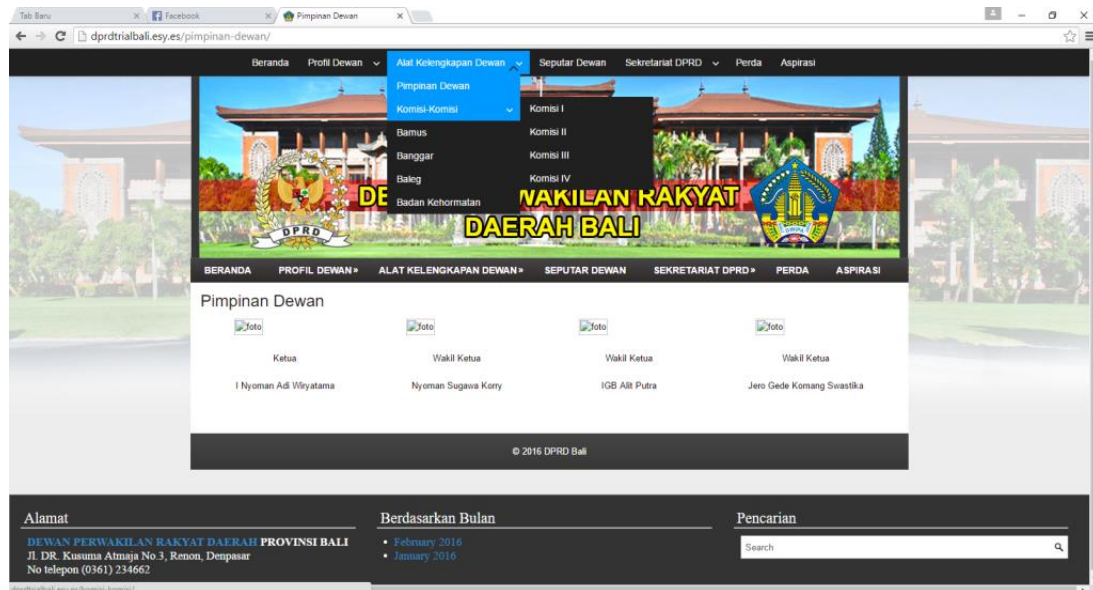 Tab Baru
Facebook
Pimpinan Dewan
dprdtrialbali.esy.es/pimpinan-dewan/
Beranda Profil Dewan Alat Kelengkapan Dewan Seputar Dewan Sekretariat DPRD Perda Aspirasi
Pimpinan Dewan
Komisi-Komisi
Bamus
Banggar
Baleg
Badan Kehormatan
Komisi I
Komisi II
Komisi III
Komisi IV
DE WAKILAN RAKYAT
DAERAH BALI
DPRD
BERANDA PROFIL DEWAN» ALAT KELENGKAPAN DEWAN» SEPUTAR DEWAN SEKRETARIAT DPRD» PERDA ASPIRASI
Pimpinan Dewan
foto foto foto foto
Ketua Wakil Ketua Wakil Ketua Wakil Ketua
I Nyoman Adi Wiryatama Nyoman Sugawa Korry IGB Alit Putra Jero Gede Komang Swastika
© 2016 DPRD Bali
Alamat
DEWAN PERWAKILAN RAKYAT DAERAH PROVINSI BALI
Jl. DR. Kusuma Atmaja No.3, Renon, Denpasar
No telepon (0361) 234662
Berdasarkan Bulan
February 2016
January 2016
Pencarian
Search